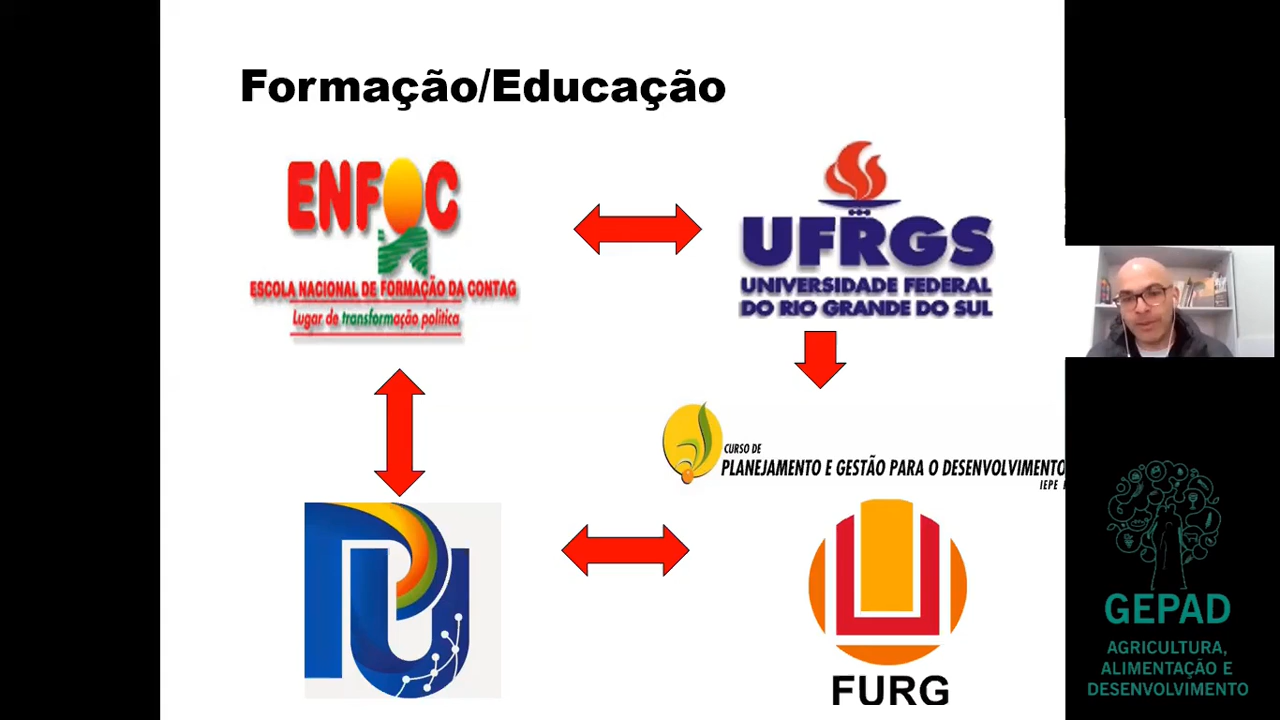 Formação/Educação
ENFOC
ESCOLA NACIONAL DE FORMAÇÃO DA CONTAG
Lugar de transformação política
UFRGS
UNIVERSIDADE FEDERAL
DO RIO GRANDE DO SUL
CURSO DE
PLANEJAMENTO E GESTÃO PARA O DESENVOLVIMENTO
IEPE
FURG
GEPAD
AGRICULTURA,
ALIMENTAÇÃO E
DESENVOLVIMENTO